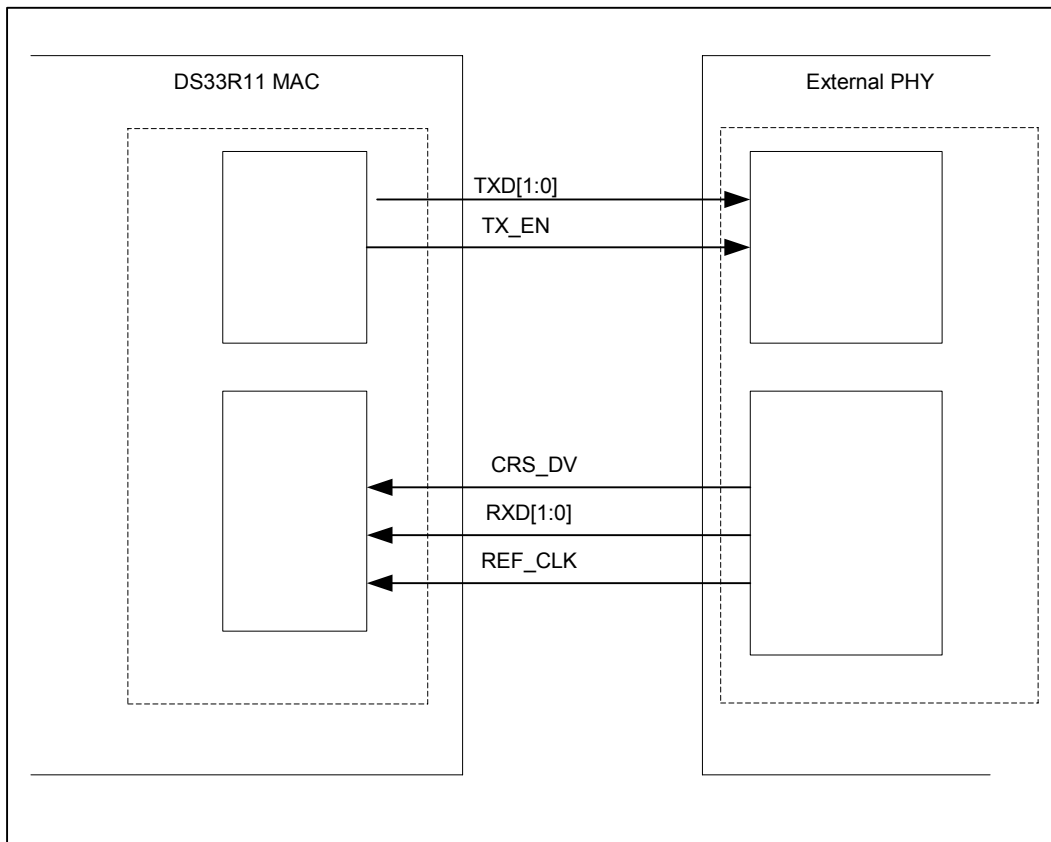 DS33R11 MAC
External PHY
TXD[1:0]
TX_EN
CRS_DV
RXD[1:0]
REF_CLK